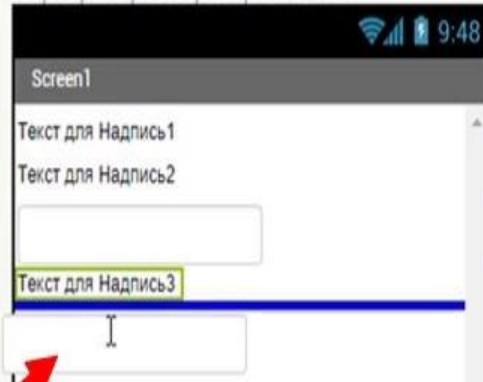 9:48
Screen1
Текст для Надпись1
Текст для Надпись2
Текст для Надпись3